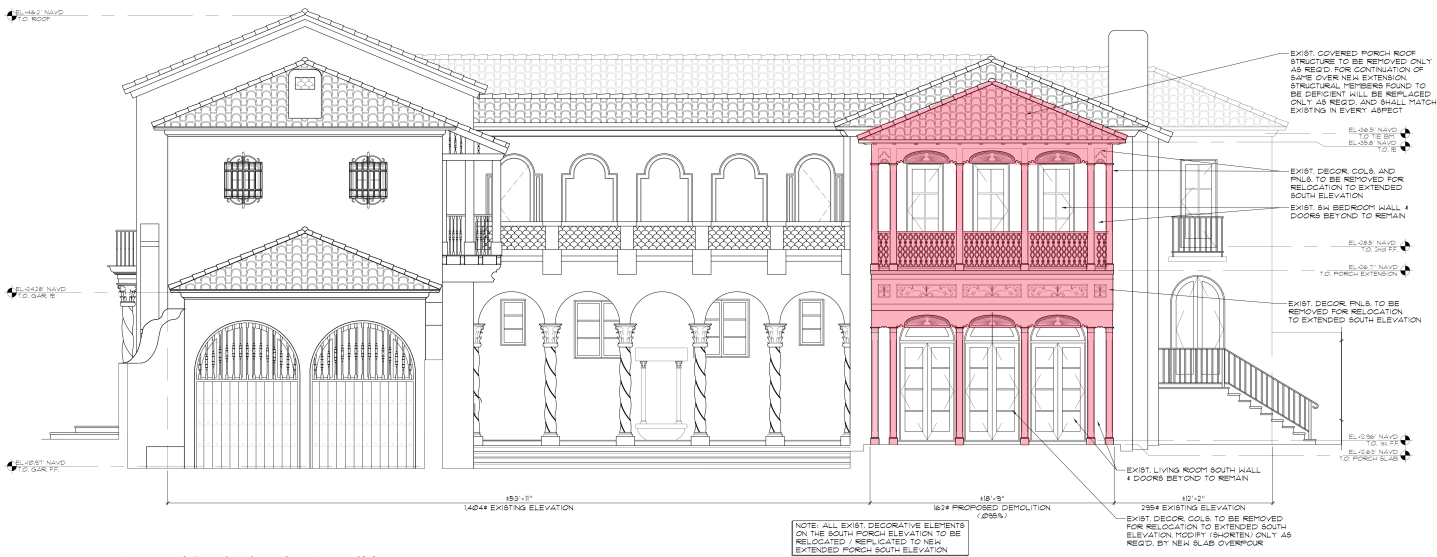 EL.+46.2' NAVD
T.O. ROOF
EXIST. COVERED PORCH ROOF
STRUCTURE TO BE REMOVED ONLY
AS REQ'D. FOR CONTINUATION OF
SAME OVER NEW EXTENSION.
STRUCTURAL MEMBERS FOUND TO
BE DEFICIENT WILL BE REPLACED
ONLY AS REQ'D. AND SHALL MATCH
EXISTING IN EVERY ASPECT
EL.+36.5' NAVD
T.O. TIE BM.
EL.+35.8' NAVD
T.O. IE
EXIST. DECOR. COLS. AND
PNLS. TO BE REMOVED FOR
RELOCATION TO EXTENDED
SOUTH ELEVATION
EXIST. SW BEDROOM WALL &
DOORS BEYOND TO REMAIN
EL.+28.5' NAVD
T.O. 2nd F.F.
EL.+26.7' NAVD
T.O. PORCH EXTENSION
EL.+24.28' NAVD
T.O. GAR. IE
EXIST. DECOR. PNLS. TO BE
REMOVED FOR RELOCATION
TO EXTENDED SOUTH ELEVATION
EL.+12.96' NAVD
T.O. 1st F.F.
EL.+12.63' NAVD
T.O. PORCH SLAB
EL.+10.97' NAVD
T.O. GAR. F.F.
EXIST. LIVING ROOM SOUTH WALL
& DOORS BEYOND TO REMAIN
±53'-11"
1,404# EXISTING ELEVATION
±18'-9"
162# PROPOSED DEMOLITION
(.095%)
±12'-2"
295# EXISTING ELEVATION
EXIST. DECOR. COLS. TO BE REMOVED
FOR RELOCATION TO EXTENDED SOUTH
ELEVATION. MODIFY (SHORTEN) ONLY AS
REQ'D. BY NEW SLAB OVERPOUR
NOTE: ALL EXIST. DECORATIVE ELEMENTS
ON THE SOUTH PORCH ELEVATION TO BE
RELOCATED / REPLICATED TO NEW
EXTENDED PORCH SOUTH ELEVATION